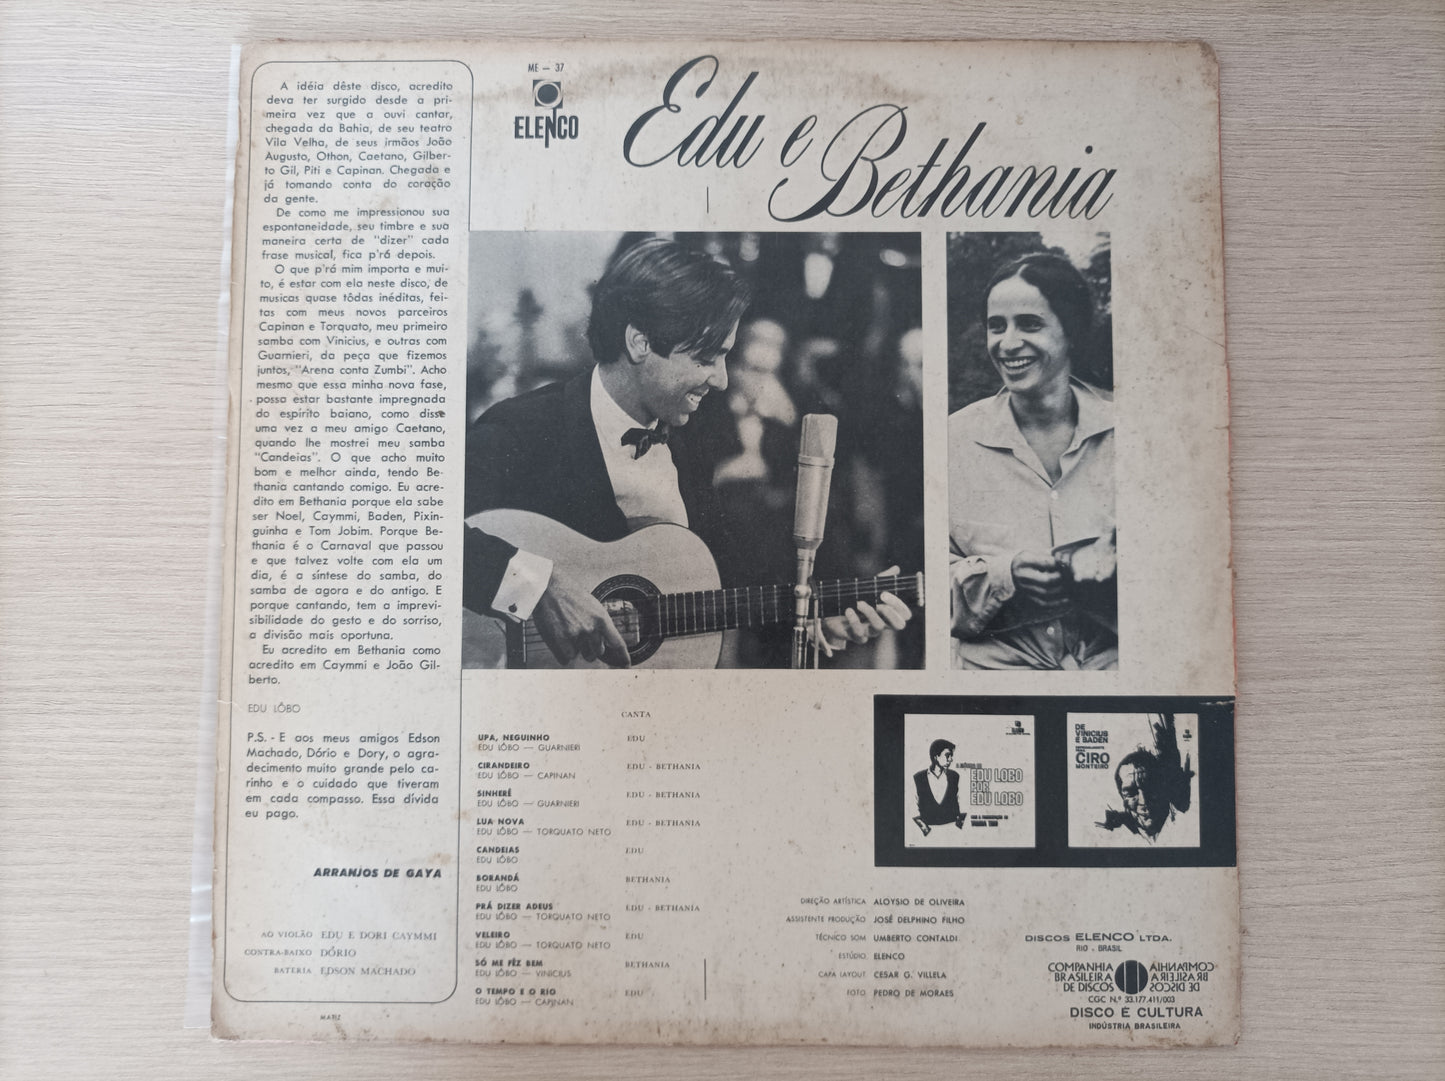 A idéia dêste disco, acredito
deva ter surgido desde a pri-
meira vez que a ouvi cantar,
chegada da Bahia, de seu teatro
Vila Velha, de seus irmãos João
Augusto, Othon, Caetano, Gilber-
to Gil, Piti e Capinan. Chegada e
já tomando conta do coração
da gente.
De como me impressionou sua
espontaneidade, seu timbre e sua
maneira certa de "dizer" cada
frase musical, fica p'rá depois.
O que p'rá mim importa e mui-
to, é estar com ela neste disco, de
musicas quase tôdas inéditas, fei-
tas com meus novos parceiros
Capinan e Torquato, meu primeiro
samba com Vinicius, e outras com
Guarnieri, da peça que fizemos
juntos, "Arena conta Zumbi". Acho
mesmo que essa minha nova fase,
possa estar bastante impregnada
do espírito baiano, como disse
uma vez a meu amigo Caetano,
quando lhe mostrei meu samba
"Candeias". O que acho muito
bom e melhor ainda, tendo Be-
thania cantando comigo. Eu acre-
dito em Bethania porque ela sabe
ser Noel, Caymmi, Baden, Pixin-
guinha e Tom Jobim. Porque Be-
thania é o Carnaval que passou
e que talvez volte com ela um
dia, é a síntese do samba, do
samba de agora e do antigo. E
porque cantando, tem a imprevi-
sibilidade do gesto e do sorriso,
a divisão mais oportuna.
Eu acredito em Bethania como
acredito em Caymmi e João Gil-
berto.
EDU LÔBO
P.S. - E aos meus amigos Edson
Machado, Dório e Dory, o agra-
decimento muito grande pelo ca-
rinho e o cuidado que tiveram
em cada compasso. Essa dívida
eu pago.
ARRANJOS DE GAYA
AO VIOLÃO EDU E DORI CAYMMI
CONTRA-BAIXO DÓRIO
BATERIA EDSON MACHADO
MATIZ
ME — 37
ELENCO
Edu e
Bethania
CANTA
UPA, NEGUINHO EDU
EDU LÔBO — GUARNIERI
CIRANDEIRO EDU - BETHANIA
EDU LÔBO — CAPINAN
SINHERÊ EDU - BETHANIA
EDU LÔBO — GUARNIERI
LUA NOVA EDU - BETHANIA
EDU LÔBO — TORQUATO NETO
CANDEIAS EDU
EDU LÔBO
BORANDÁ BETHANIA
EDU LÔBO
PRÁ DIZER ADEUS EDU - BETHANIA
EDU LÔBO — TORQUATO NETO
VELEIRO EDU
EDU LÔBO — TORQUATO NETO
SÓ ME FÊZ BEM BETHANIA
EDU LÔBO — VINICIUS
O TEMPO E O RIO EDU
EDU LÔBO — CAPINAN
A MÚSICA DE
EDU LOBO
POR
EDU LOBO
DE
VINICIUS
E BADEN
ESPECIALMENTE
PARA
CIRO
MONTEIRO
DIREÇÃO ARTÍSTICA ALOYSIO DE OLIVEIRA
ASSISTENTE PRODUÇÃO JOSÉ DELPHINO FILHO
TÉCNICO SOM UMBERTO CONTALDI
ESTÚDIO ELENCO
CAPA LAYOUT CESAR G. VILLELA
FOTO PEDRO DE MORAES
DISCOS ELENCO LTDA.
RIO - BRASIL
COMPANHIA
BRASILEIRA
DE DISCOS
COMPANHIA
BRASILEIRA
DE DISCOS
CGC N.º 33.177.411/003
DISCO É CULTURA
INDÚSTRIA BRASILEIRA